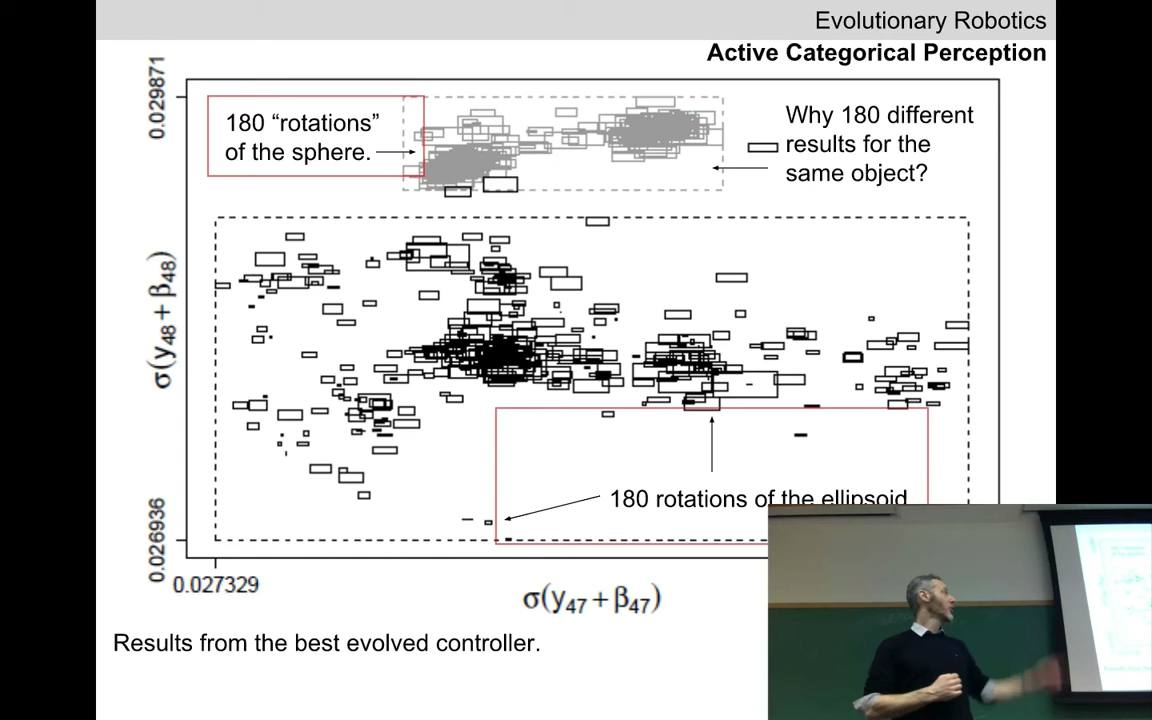 Evolutionary Robotics
Active Categorical Perception
0.029871
180 “rotations”
of the sphere.
Why 180 different
results for the
same object?
σ(y48 + β48)
180 rotations of the ellipsoid
0.026936
0.027329
σ(y47 + β47)
Results from the best evolved controller.